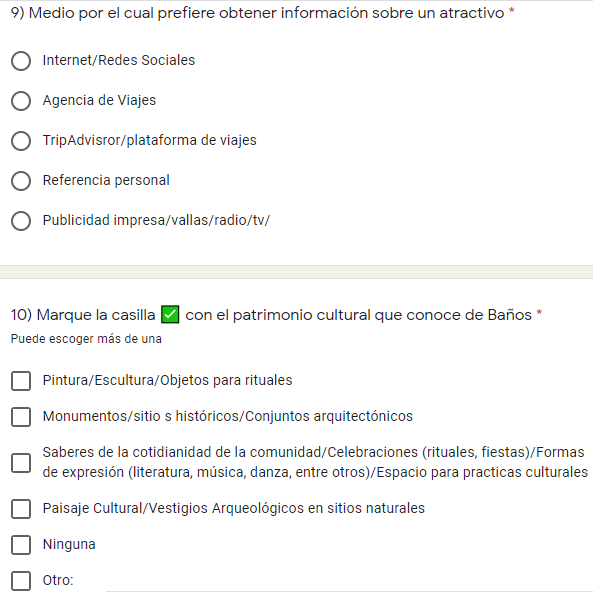 9) Medio por el cual prefiere obtener información sobre un atractivo *
Internet/Redes Sociales
Agencia de Viajes
TripAdvisror/plataforma de viajes
Referencia personal
Publicidad impresa/vallas/radio/tv/
10) Marque la casilla ✅ con el patrimonio cultural que conoce de Baños *
Puede escoger más de una
Pintura/Escultura/Objetos para rituales
Monumentos/sitio s históricos/Conjuntos arquitectónicos
Saberes de la cotidianidad de la comunidad/Celebraciones (rituales, fiestas)/Formas
de expresión (literatura, música, danza, entre otros)/Espacio para practicas culturales
Paisaje Cultural/Vestigios Arqueológicos en sitios naturales
Ninguna
Otro: